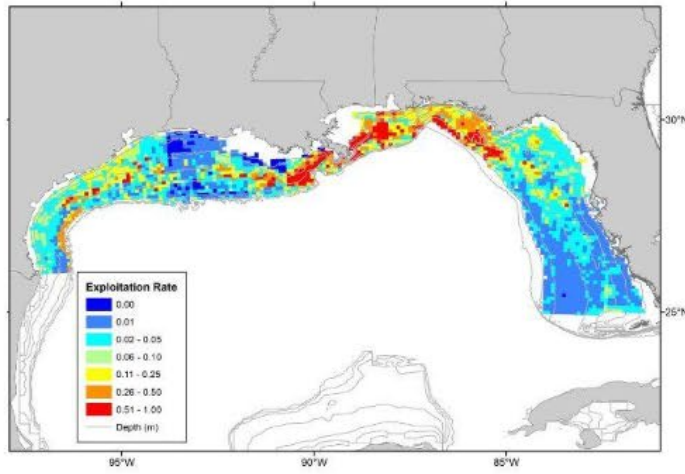 30°N
25°N
Exploitation Rate
0.00
0.01
0.02 - 0.05
0.06 - 0.10
0.11 - 0.25
0.26 - 0.50
0.51 - 1.00
Depth (m)
95°W
90°W
85°W